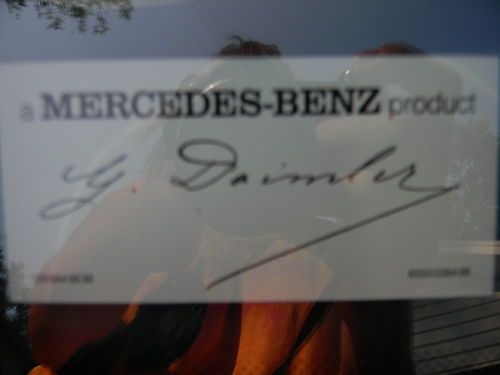 a MERCEDES-BENZ product
G Daimler